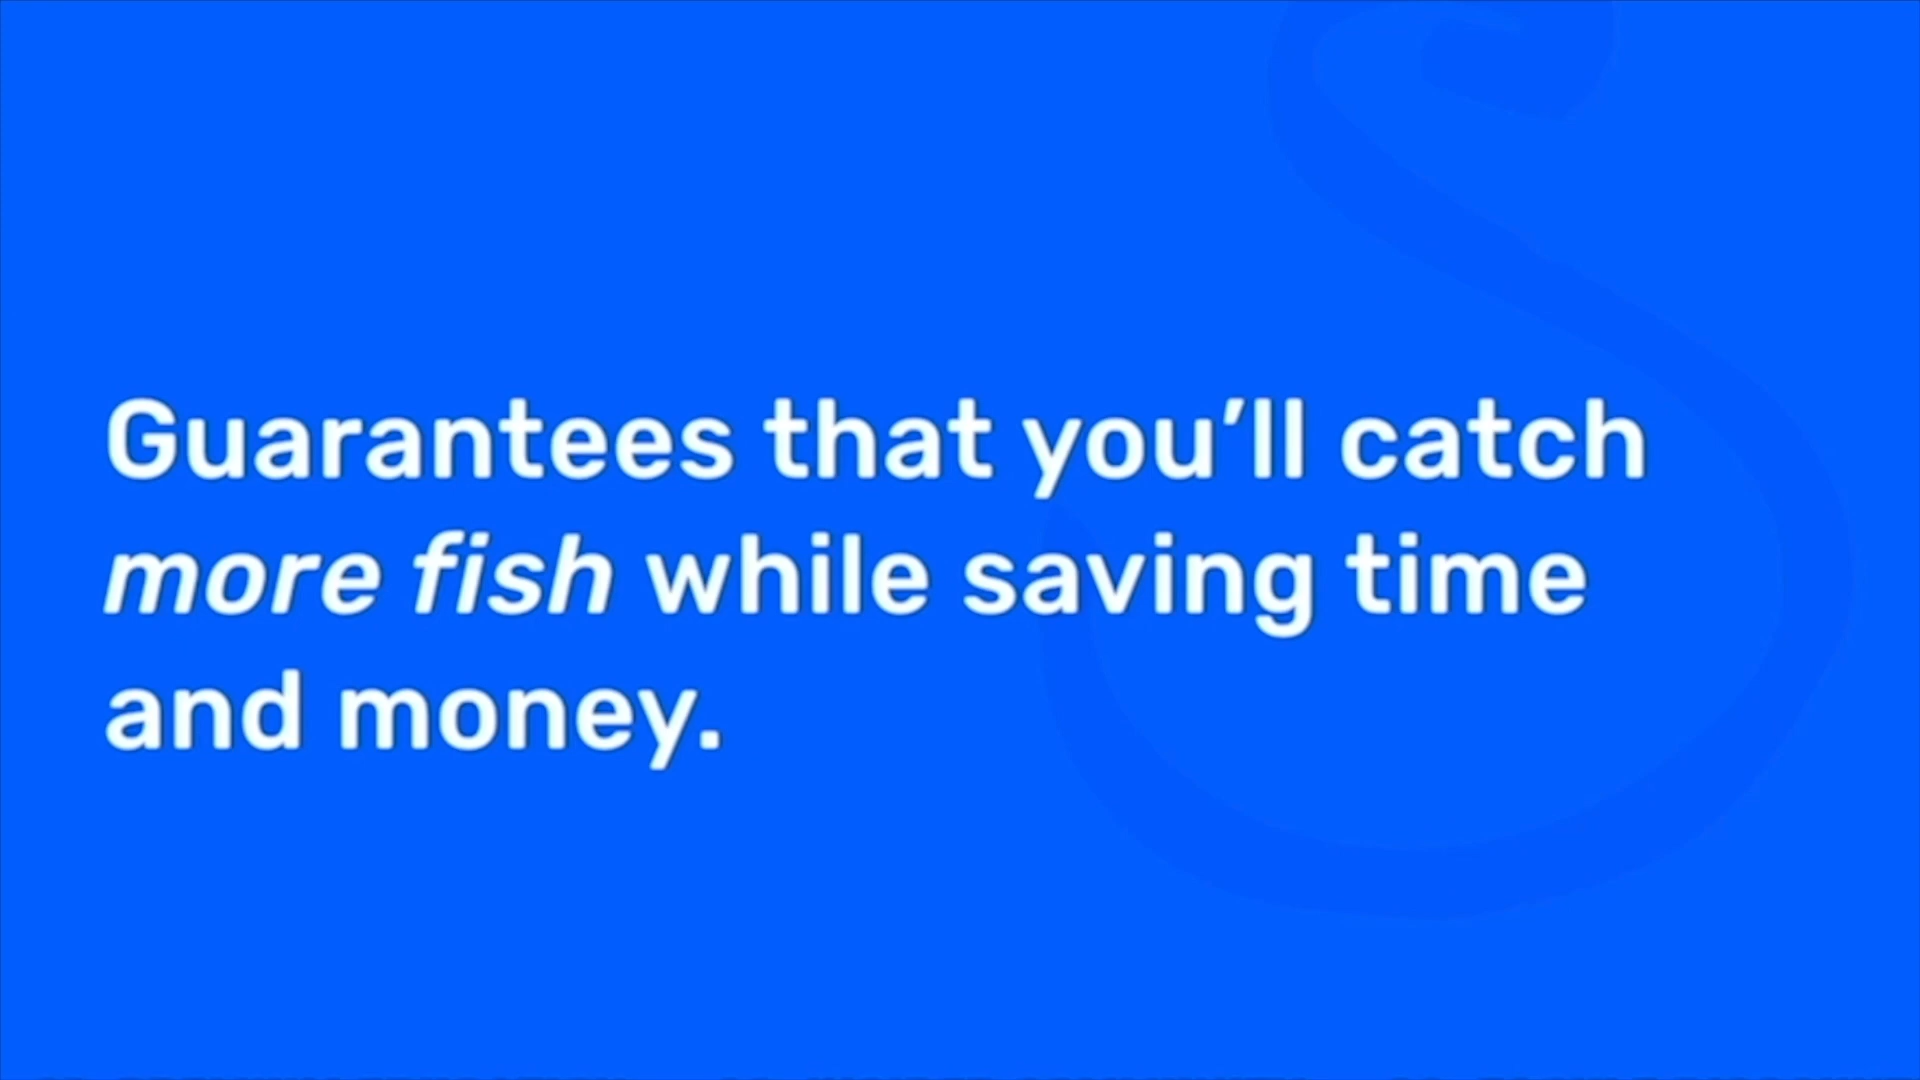 Guarantees that you’ll catch
more fish while saving time
and money.